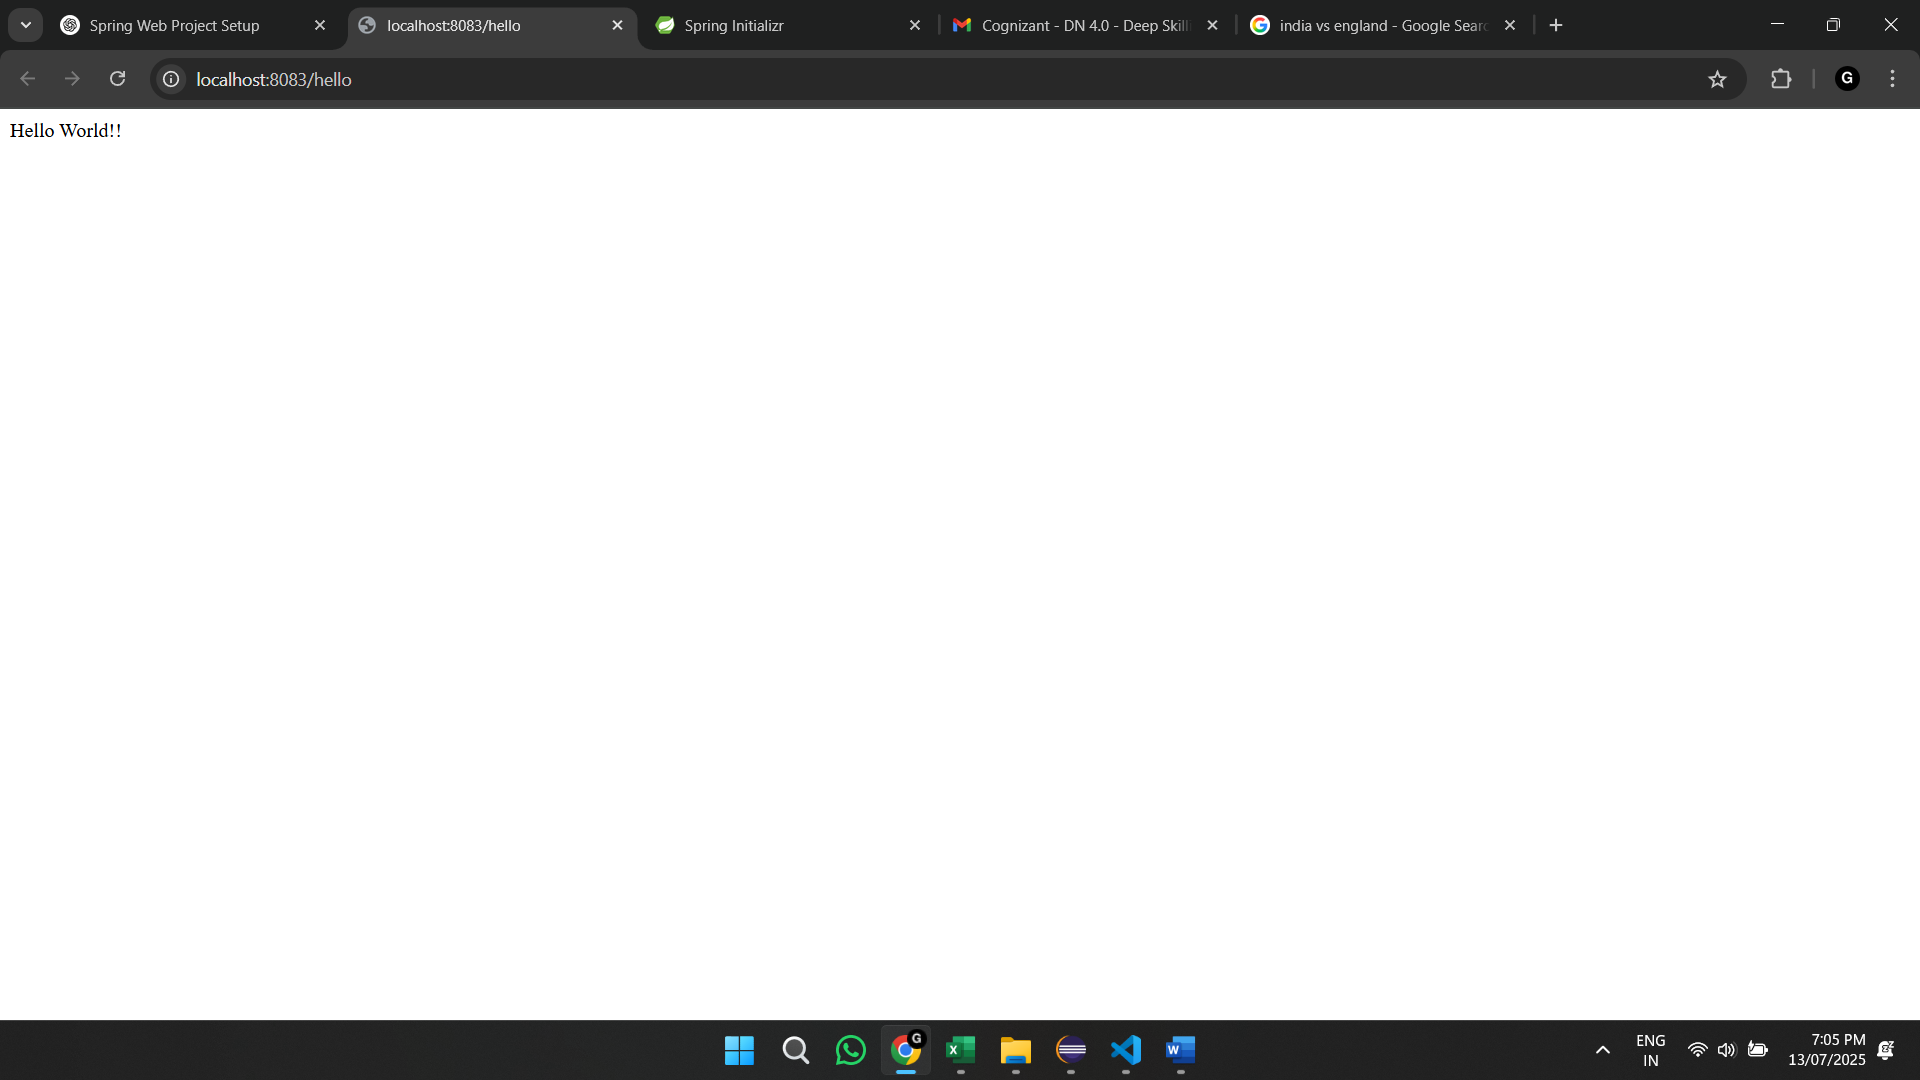 Spring Web Project Setup
localhost:8083/hello
Spring Initializr
Cognizant - DN 4.0 - Deep Skilli
india vs england - Google Searc
G
localhost:8083/hello
Hello World!!
G
ENG
IN
7:05 PM
13/07/2025